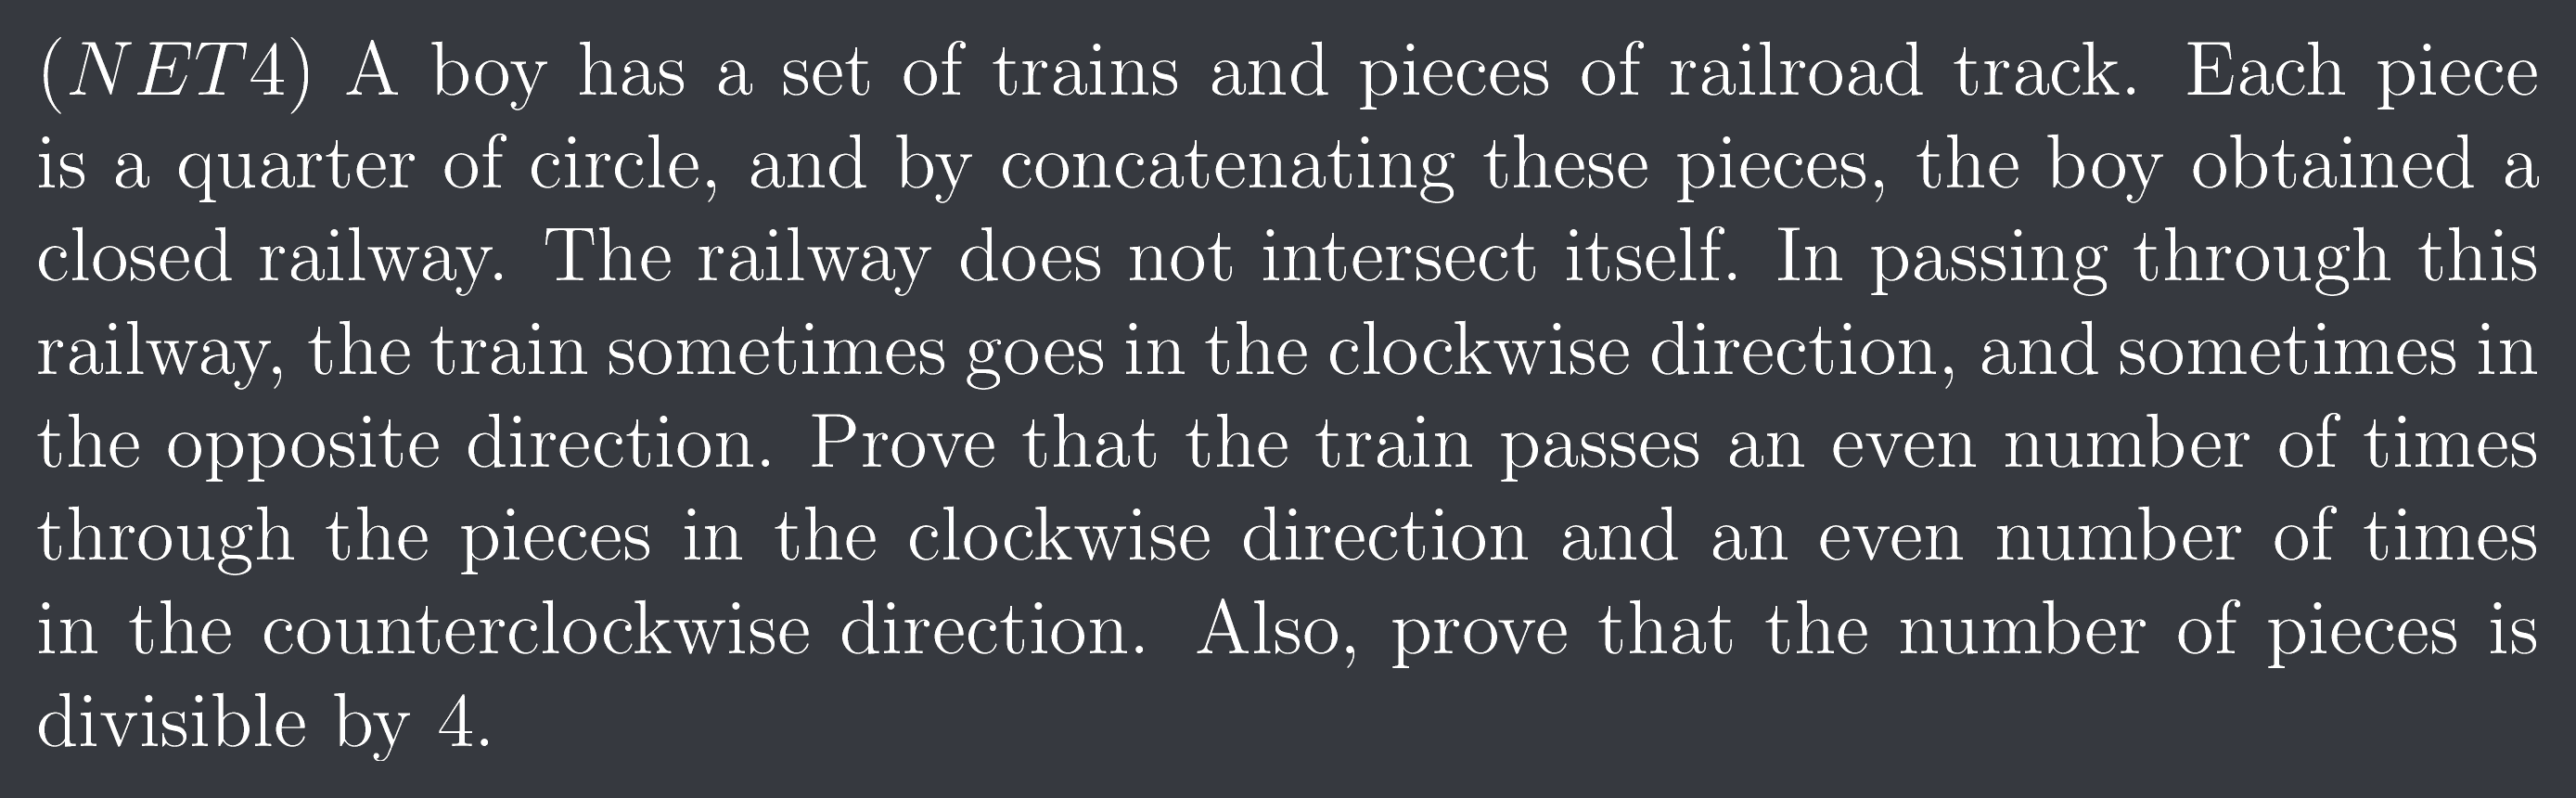 (NET4) A boy has a set of trains and pieces of railroad track. Each piece
is a quarter of circle, and by concatenating these pieces, the boy obtained a
closed railway. The railway does not intersect itself. In passing through this
railway, the train sometimes goes in the clockwise direction, and sometimes in
the opposite direction. Prove that the train passes an even number of times
through the pieces in the clockwise direction and an even number of times
in the counterclockwise direction. Also, prove that the number of pieces is
divisible by 4.